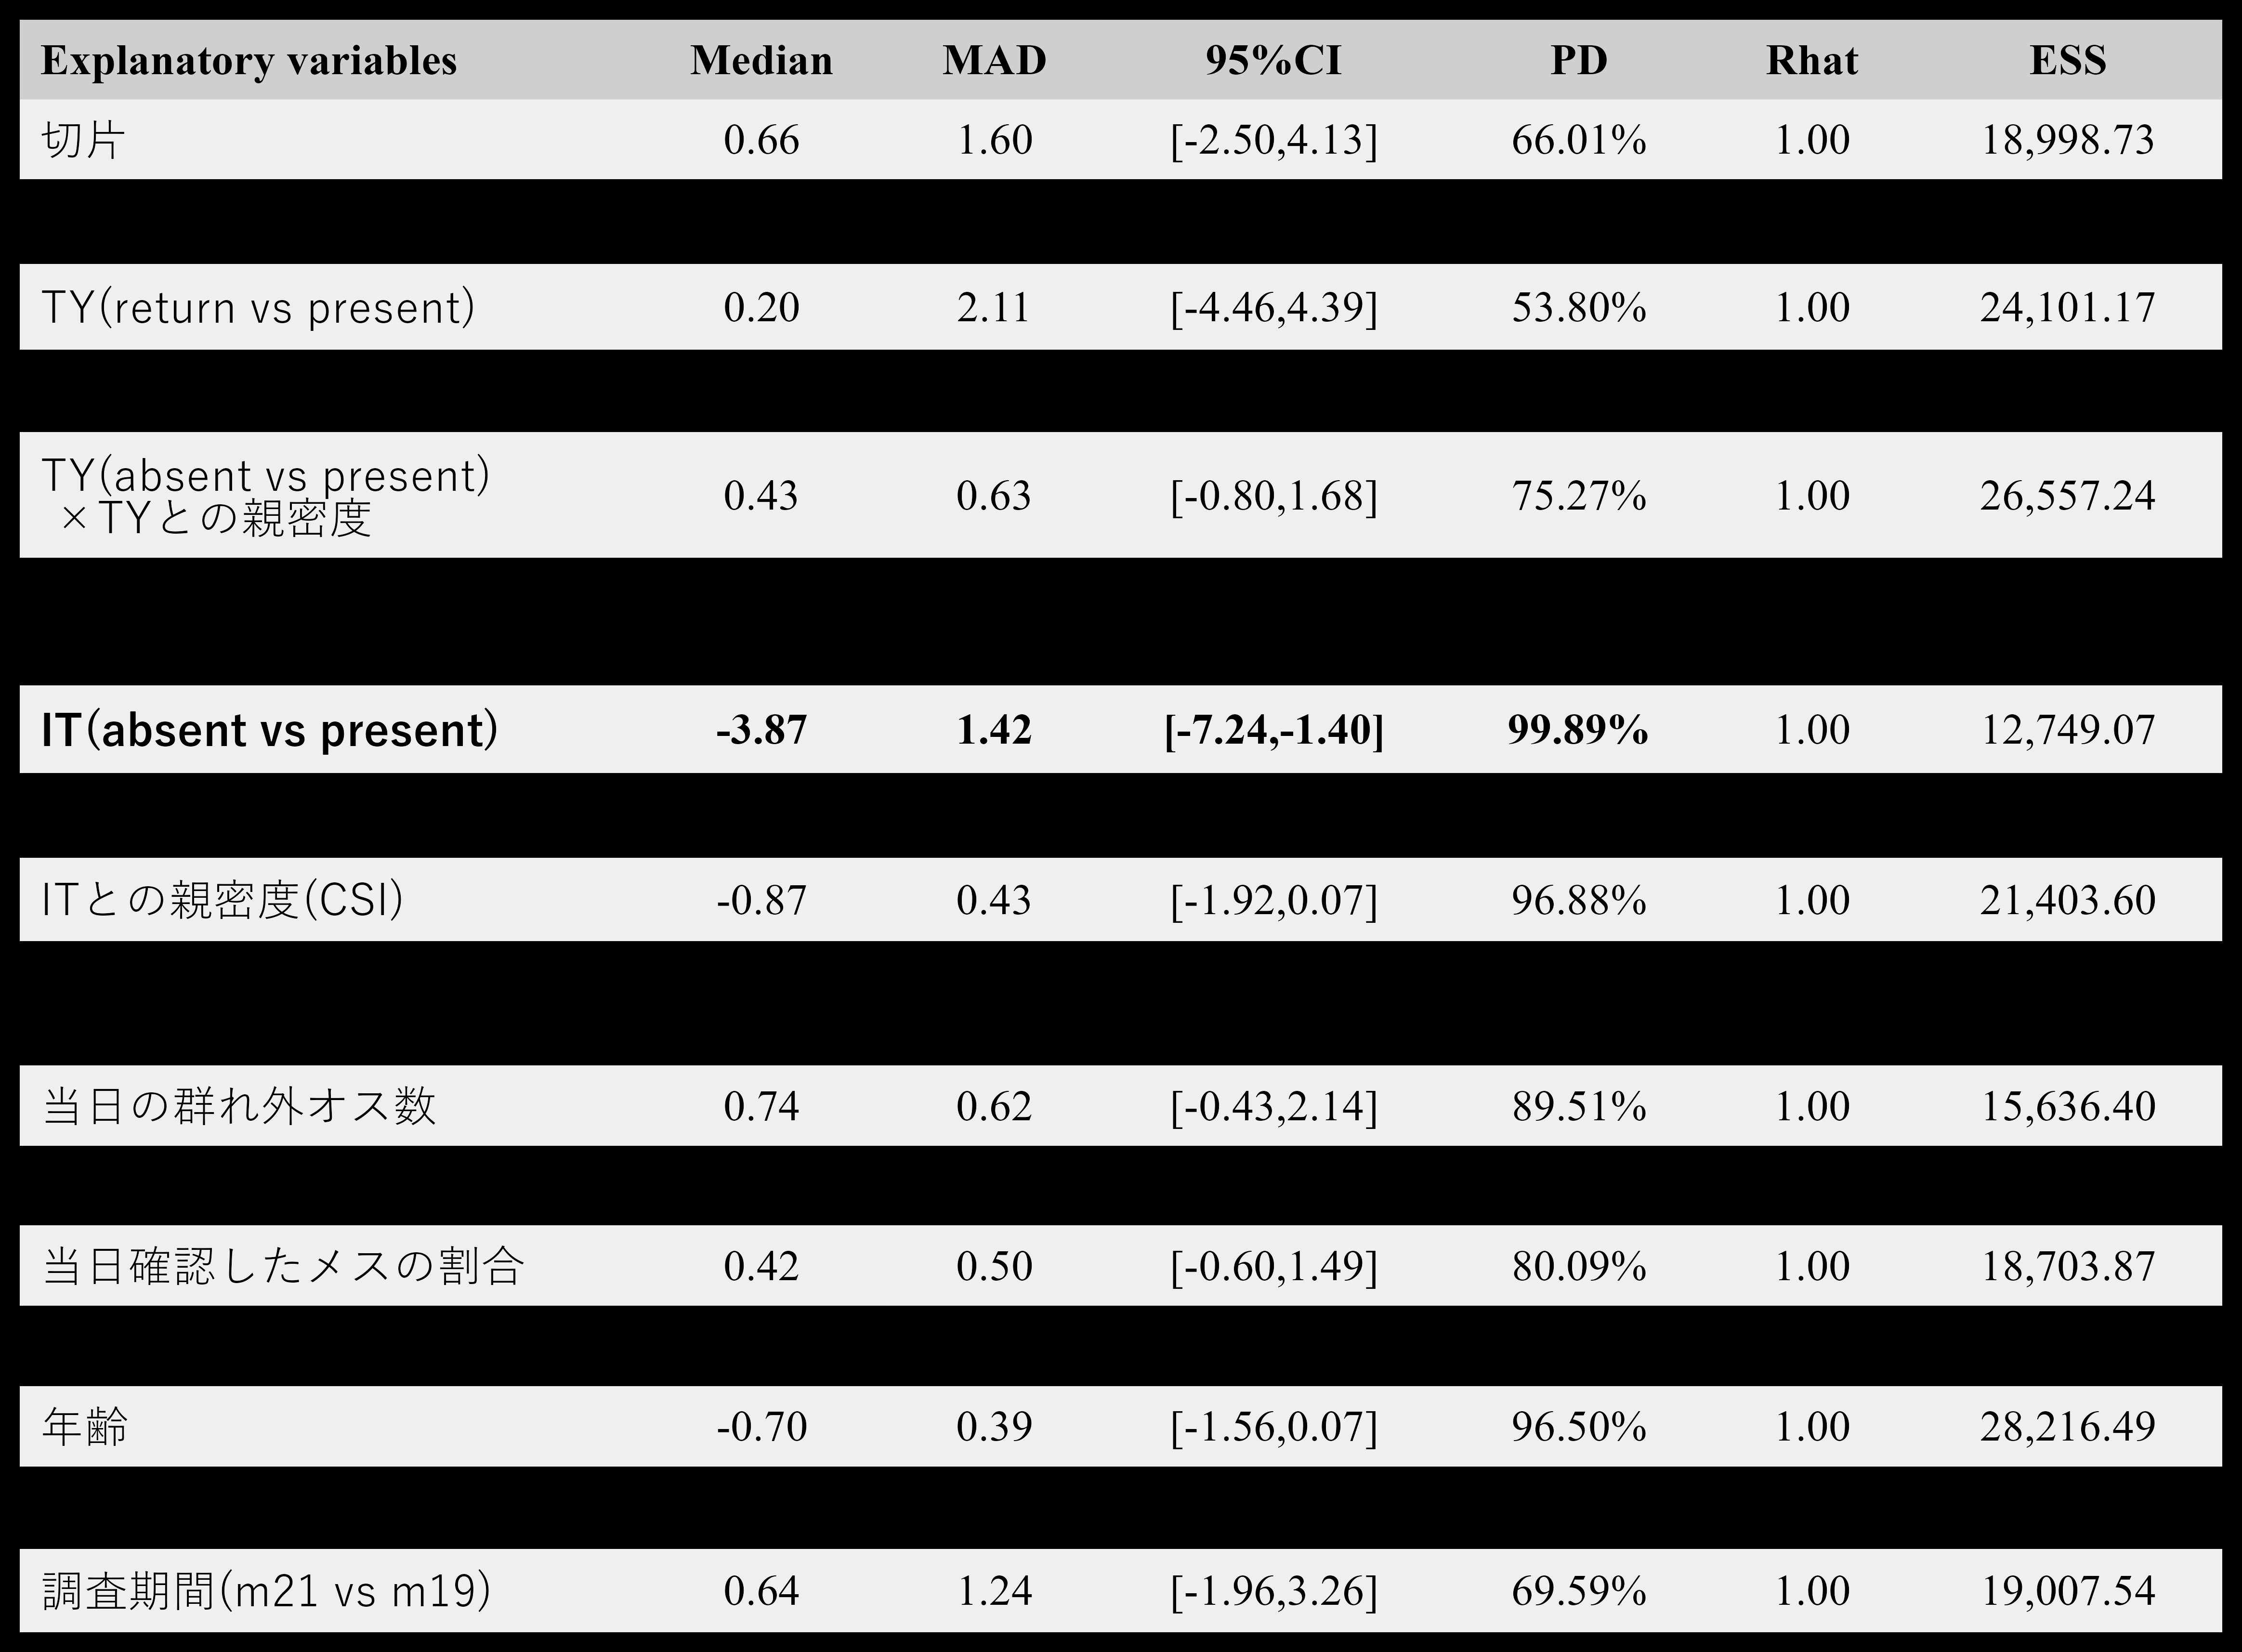 Explanatory variables Median MAD 95%CI PD Rhat ESS
切片 0.66 1.60 [-2.50,4.13] 66.01% 1.00 18,998.73
TY(return vs present) 0.20 2.11 [-4.46,4.39] 53.80% 1.00 24,101.17
TY(absent vs present)
×TYとの親密度 0.43 0.63 [-0.80,1.68] 75.27% 1.00 26,557.24
IT(absent vs present) -3.87 1.42 [-7.24,-1.40] 99.89% 1.00 12,749.07
ITとの親密度(CSI) -0.87 0.43 [-1.92,0.07] 96.88% 1.00 21,403.60
当日の群れ外オス数 0.74 0.62 [-0.43,2.14] 89.51% 1.00 15,636.40
当日確認したメスの割合 0.42 0.50 [-0.60,1.49] 80.09% 1.00 18,703.87
年齢 -0.70 0.39 [-1.56,0.07] 96.50% 1.00 28,216.49
調査期間(m21 vs m19) 0.64 1.24 [-1.96,3.26] 69.59% 1.00 19,007.54